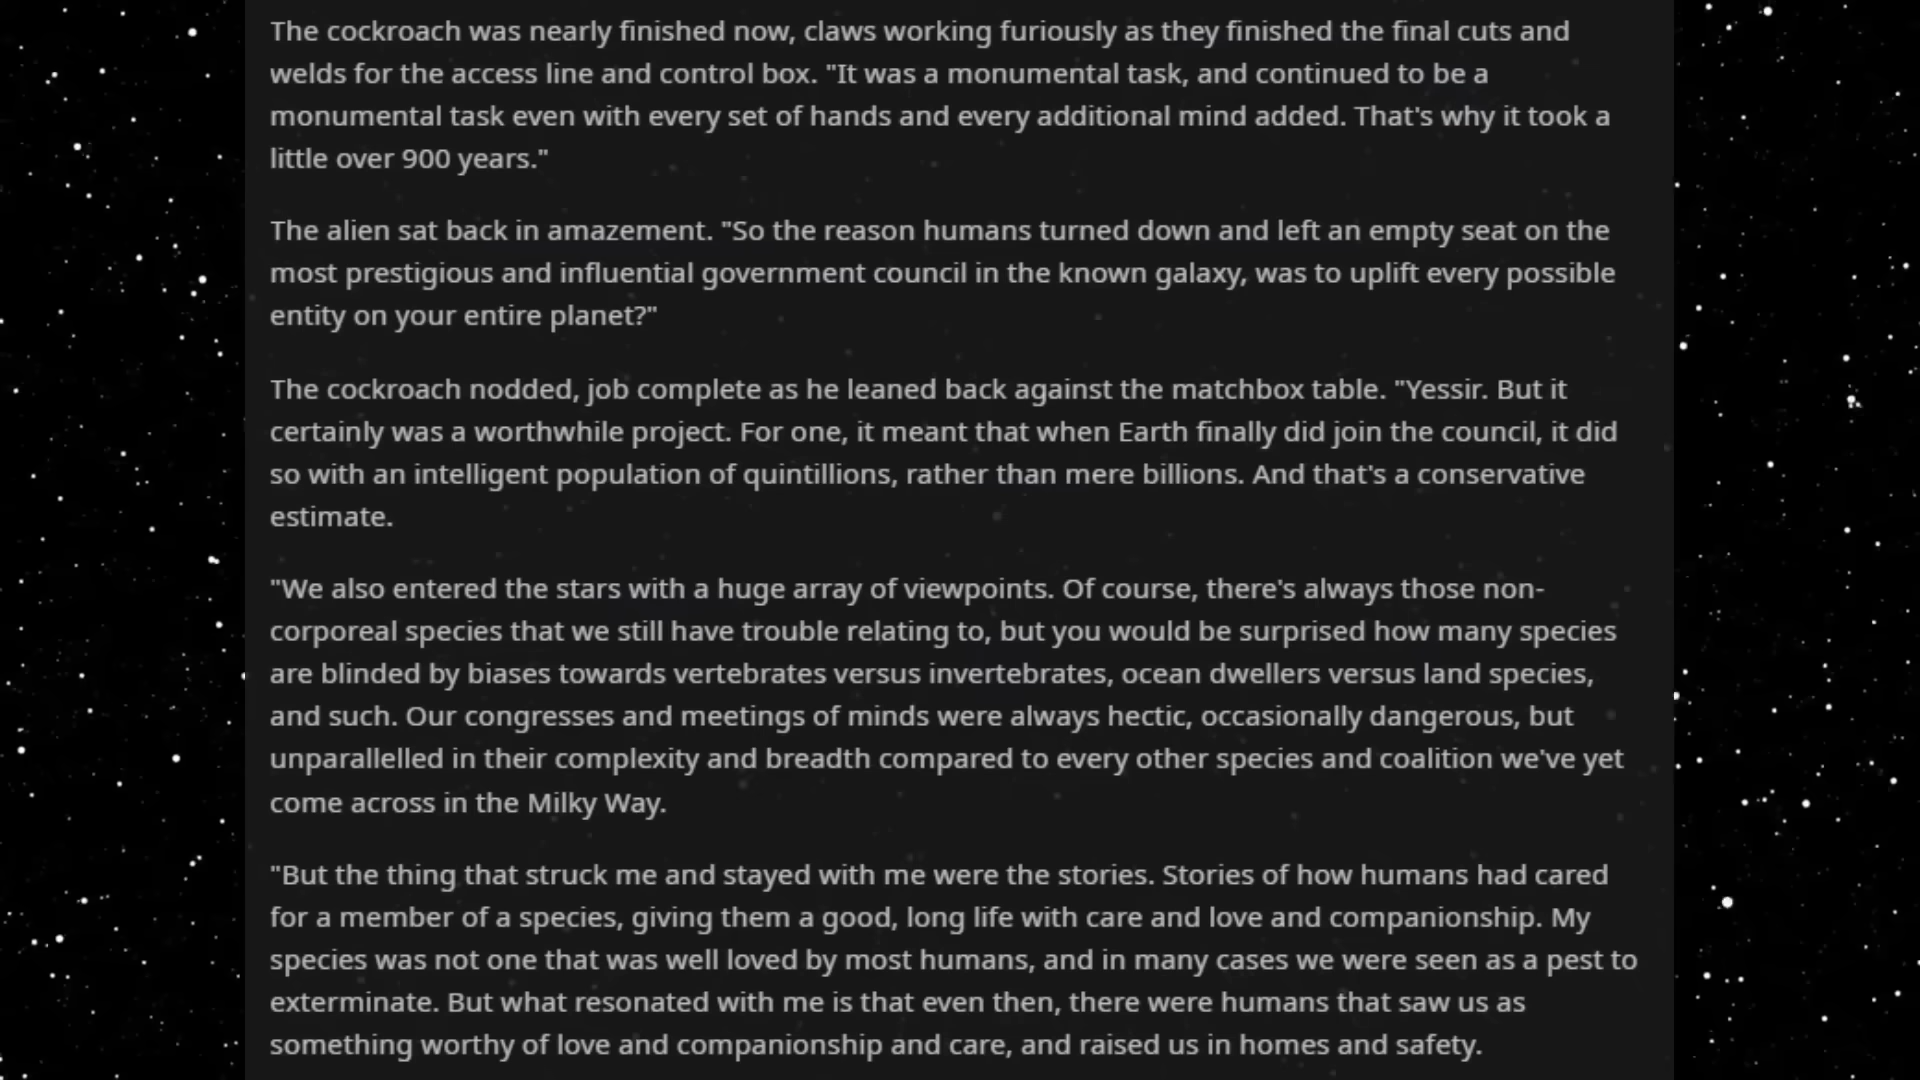 The cockroach was nearly finished now, claws working furiously as they finished the final cuts and
welds for the access line and control box. "It was a monumental task, and continued to be a
monumental task even with every set of hands and every additional mind added. That's why it took a
little over 900 years."
The alien sat back in amazement. "So the reason humans turned down and left an empty seat on the
most prestigious and influential government council in the known galaxy, was to uplift every possible
entity on your entire planet?"
The cockroach nodded, job complete as he leaned back against the matchbox table. "Yessir. But it
certainly was a worthwhile project. For one, it meant that when Earth finally did join the council, it did
so with an intelligent population of quintillions, rather than mere billions. And that's a conservative
estimate.
"We also entered the stars with a huge array of viewpoints. Of course, there's always those non-
corporeal species that we still have trouble relating to, but you would be surprised how many species
are blinded by biases towards vertebrates versus invertebrates, ocean dwellers versus land species,
and such. Our congresses and meetings of minds were always hectic, occasionally dangerous, but
unparallelled in their complexity and breadth compared to every other species and coalition we've yet
come across in the Milky Way.
"But the thing that struck me and stayed with me were the stories. Stories of how humans had cared
for a member of a species, giving them a good, long life with care and love and companionship. My
species was not one that was well loved by most humans, and in many cases we were seen as a pest to
exterminate. But what resonated with me is that even then, there were humans that saw us as
something worthy of love and companionship and care, and raised us in homes and safety.